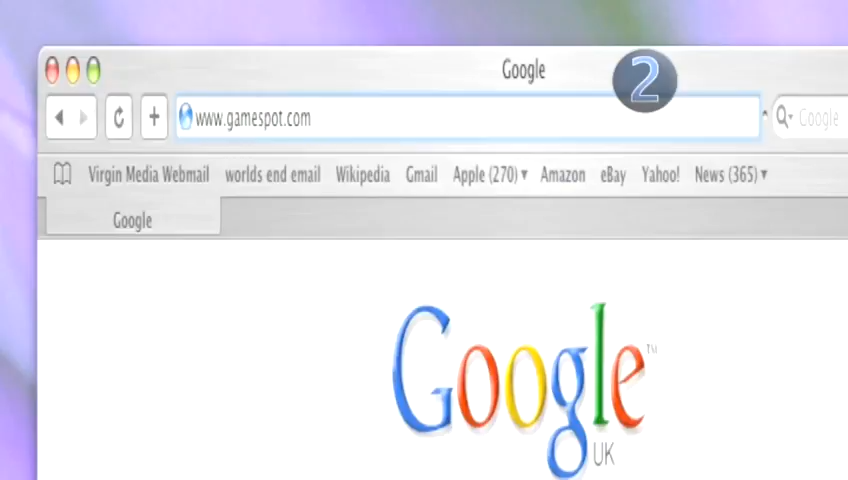 Google
2
www.gamespot.com
Google
Virgin Media Webmail worlds end email Wikipedia Gmail Apple (270) Amazon eBay Yahoo! News (365)
Google
Google™
UK